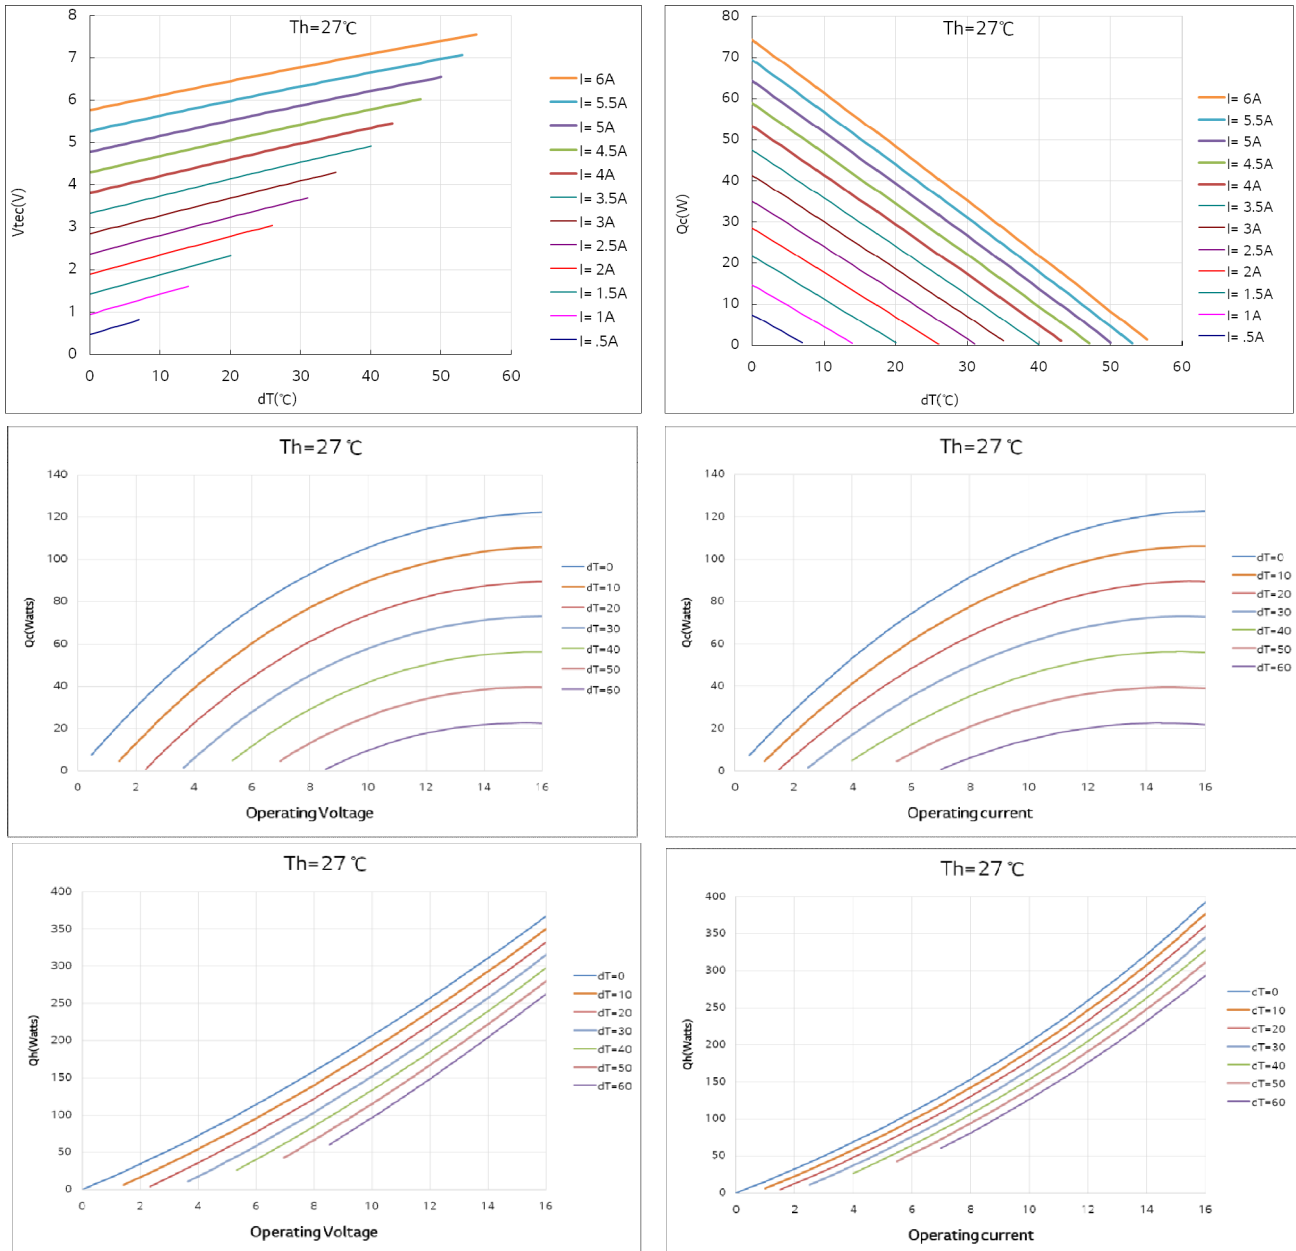 Th=27℃
8
7
6
5
4
3
2
1
0
Vtec(V)
0 10 20 30 40 50 60
dT(℃)
I= 6A
I= 5.5A
I= 5A
I= 4.5A
I= 4A
I= 3.5A
I= 3A
I= 2.5A
I= 2A
I= 1.5A
I= 1A
I= .5A
Th=27℃
80
70
60
50
40
30
20
10
0
Qc(W)
0 10 20 30 40 50 60
dT(℃)
I= 6A
I= 5.5A
I= 5A
I= 4.5A
I= 4A
I= 3.5A
I= 3A
I= 2.5A
I= 2A
I= 1.5A
I= 1A
I= .5A
Th=27 ℃
140
120
100
80
60
40
20
0
Qc(Watts)
0 2 4 6 8 10 12 14 16
Operating Voltage
dT=0
dT=10
dT=20
dT=30
dT=40
dT=50
dT=60
Th=27 ℃
140
120
100
80
60
40
20
0
Qc(Watts)
0 2 4 6 8 10 12 14 16
Operating current
dT=0
dT=10
dT=20
dT=30
dT=40
dT=50
dT=60
Th=27 ℃
400
350
300
250
200
150
100
50
0
Qh(Watts)
0 2 4 6 8 10 12 14 16
Operating Voltage
dT=0
dT=10
dT=20
dT=30
dT=40
dT=50
dT=60
Th=27 ℃
400
350
300
250
200
150
100
50
0
Qh(Watts)
0 2 4 6 8 10 12 14 16
Operating current
cT=0
cT=10
cT=20
cT=30
cT=40
cT=50
cT=60